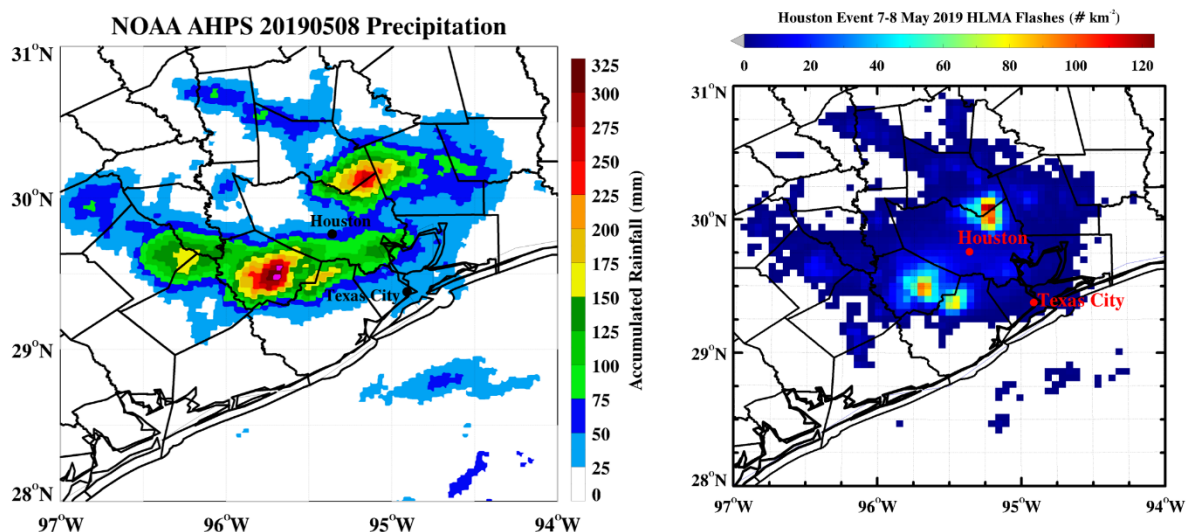 NOAA AHPS 20190508 Precipitation
31°N
30°N
29°N
28°N
97°W
96°W
95°W
94°W
Houston
Texas City
325
300
275
250
225
200
175
150
125
100
75
50
25
0
Accumulated Rainfall (mm)
Houston Event 7-8 May 2019 HLMA Flashes (# km⁻²)
0
20
40
60
80
100
120
31°N
30°N
29°N
28°N
97°W
96°W
95°W
94°W
Houston
Texas City